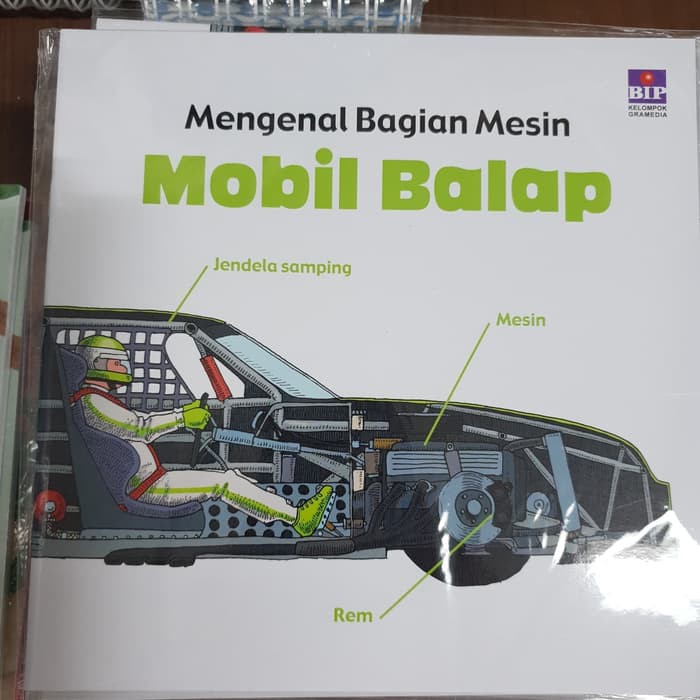 BIP
KELOMPOK
GRAMEDIA
Mengenal Bagian Mesin
Mobil Balap
Jendela samping
Mesin
Rem